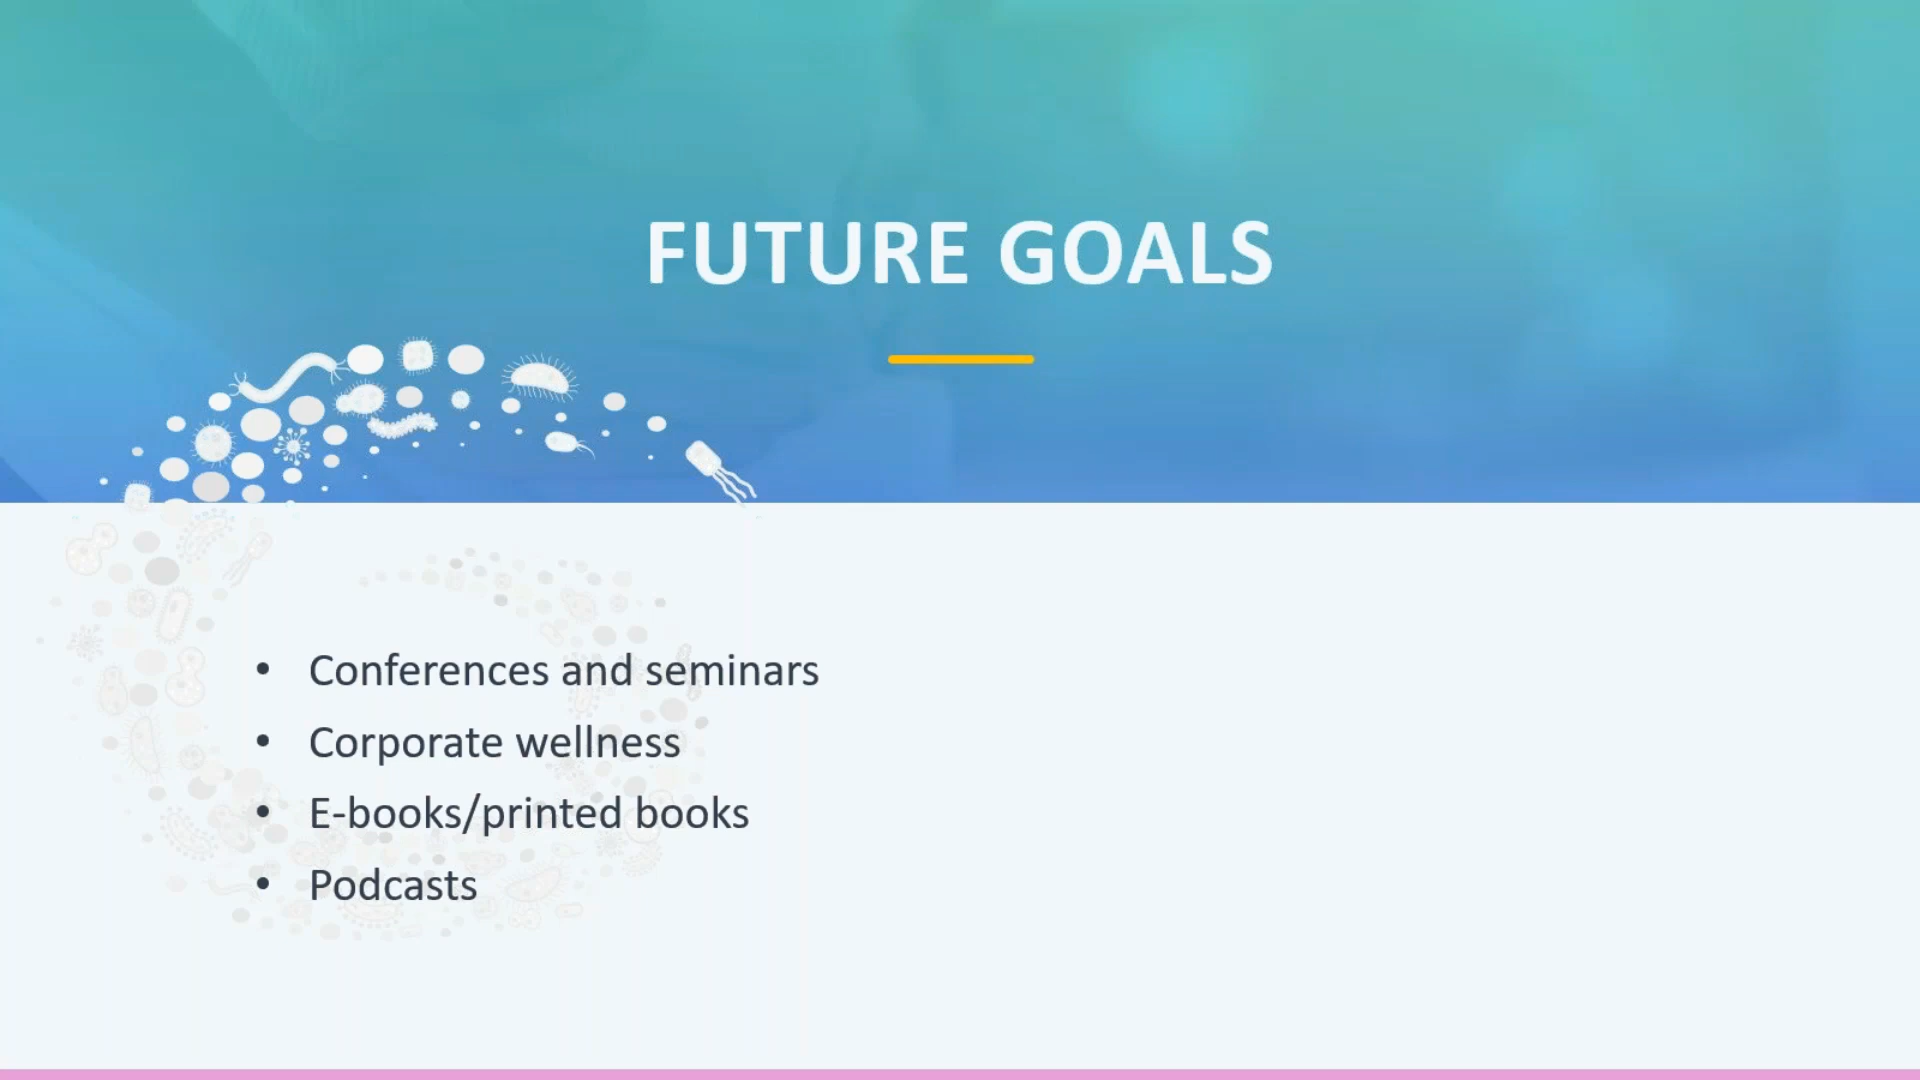 FUTURE GOALS
• Conferences and seminars
• Corporate wellness
• E-books/printed books
• Podcasts